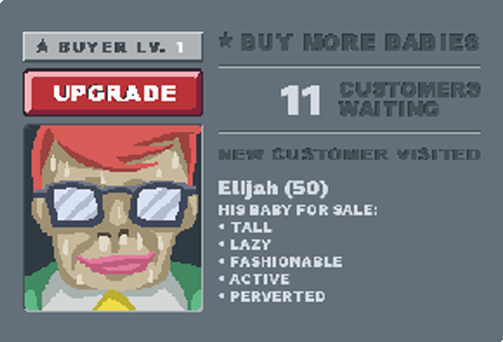 ★ BUYER LV. 1
UPGRADE
★ BUY MORE BABIES
11 CUSTOMERS
WAITING
NEW CUSTOMER VISITED
Elijah (50)
HIS BABY FOR SALE:
• TALL
• LAZY
• FASHIONABLE
• ACTIVE
• PERVERTED